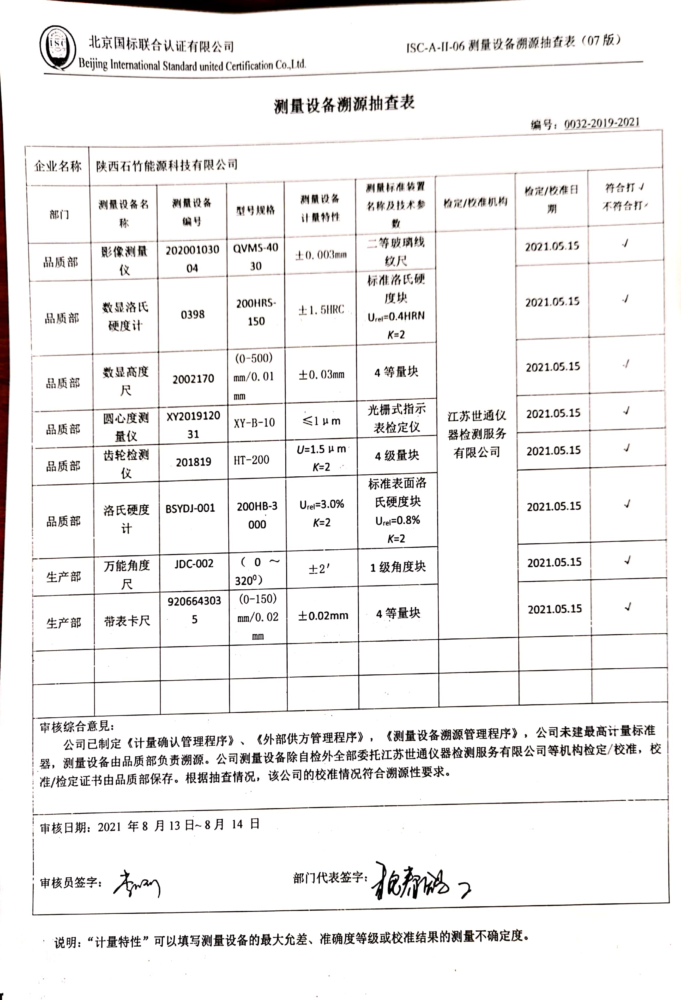 ISC
北京国标联合认证有限公司
Beijing International Standard united Certification Co.,Ltd.
ISC-A-II-06 测量设备溯源抽查表（07 版）
测量设备溯源抽查表
编号：0032-2019-2021
企业名称 陕西石竹能源科技有限公司
部门
测量设备名
称
测量设备
编号
型号规格
测量设备
计量特性
测量标准装置
名称及技术参
数
检定/校准机构
检定/校准日
期
符合打√
不符合打×
品质部
影像测量
仪
202001030
04
QVMS-40
30
±0.003mm
二等玻璃线
纹尺
2021.05.15
√
品质部
数显洛氏
硬度计
0398
200HRS-
150
±1.5HRC
标准洛氏硬
度块
Urel=0.4HRN
K=2
2021.05.15
√
品质部
数显高度
尺
2002170
(0-500)
mm/0.01
mm
±0.03mm
4 等量块
2021.05.15
√
品质部
圆心度测
量仪
XY2019120
31
XY-B-10
≤1μm
光栅式指示
表检定仪
江苏世通仪
器检测服务
有限公司
2021.05.15
√
品质部
齿轮检测
仪
201819
HT-200
U=1.5μm
K=2
4 级量块
2021.05.15
√
品质部
洛氏硬度
计
BSYDJ-001
200HB-3
000
Urel=3.0%
K=2
标准表面洛
氏硬度块
Urel=0.8%
K=2
2021.05.15
√
生产部
万能角度
尺
JDC-002
（ 0 ～
320⁰）
±2′
1 级角度块
2021.05.15
√
生产部
带表卡尺
920664303
5
(0-150)
mm/0.02
mm
±0.02mm
4 等量块
2021.05.15
√
审核综合意见：
公司已制定《计量确认管理程序》、《外部供方管理程序》，《测量设备溯源管理程序》，公司未建最高计量标准
器，测量设备由品质部负责溯源。公司测量设备除自检外全部委托江苏世通仪器检测服务有限公司等机构检定/校准，校
准/检定证书由品质部保存。根据抽查情况，该公司的校准情况符合溯源性要求。
审核日期：2021 年 8 月 13 日~ 8 月 14 日
审核员签字：
部门代表签字：
说明：“计量特性”可以填写测量设备的最大允差、准确度等级或校准结果的测量不确定度。